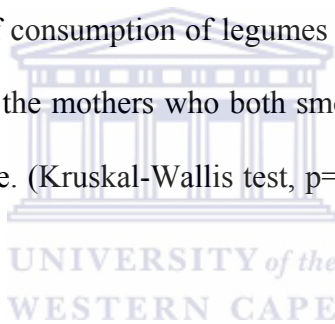 f consumption of legumes
the mothers who both smo
e. (Kruskal-Wallis test, p=
UNIVERSITY of the
WESTERN CAPE